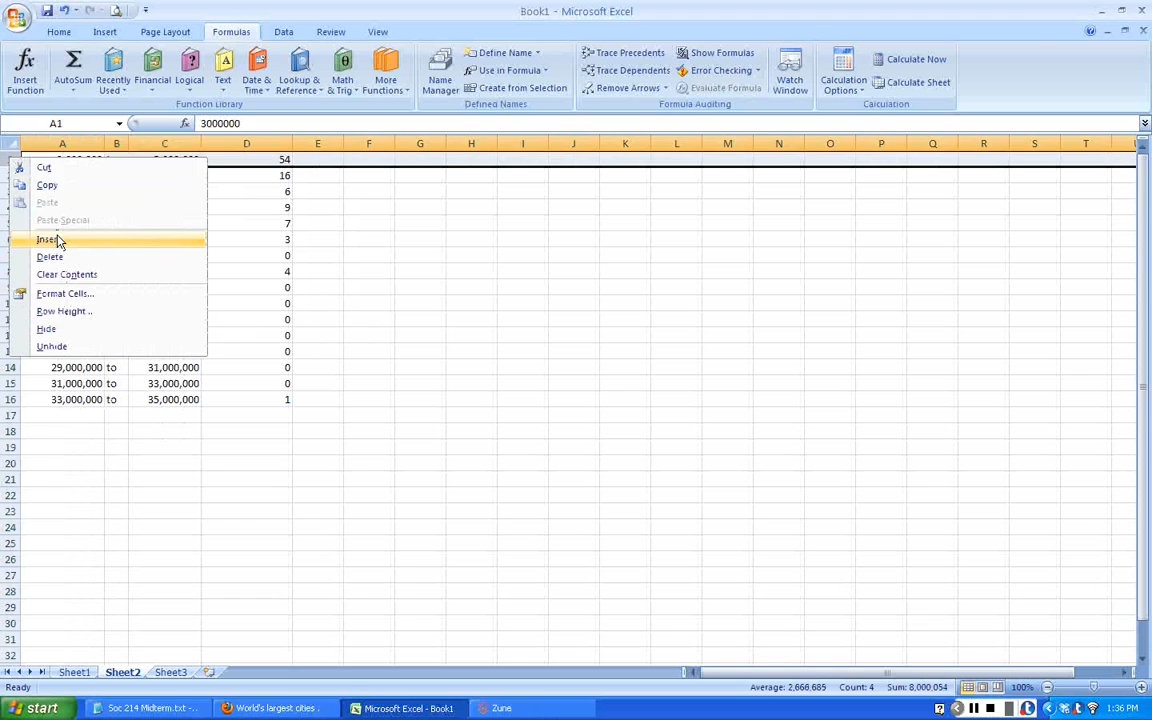 Book1 - Microsoft Excel
Home Insert Page Layout Formulas Data Review View
fx Σ θ A
Insert Function
AutoSum
Recently Used
Financial
Logical
Text
Date & Time
Lookup & Reference
Math & Trig
More Functions
Function Library
Name Manager
Define Name
Use in Formula
Create from Selection
Defined Names
Trace Precedents
Trace Dependents
Remove Arrows
Show Formulas
Error Checking
Evaluate Formula
Formula Auditing
Watch Window
Calculation Options
Calculate Now
Calculate Sheet
Calculation
A1 fx 3000000
A B C D E F G H I J K L M N O P Q R S T
54
16
6
9
7
3
0
4
0
0
0
0
0
14 29,000,000 to 31,000,000 0
15 31,000,000 to 33,000,000 0
16 33,000,000 to 35,000,000 1
17
18
19
20
21
22
23
24
25
26
27
28
29
30
31
32
Cut
Copy
Paste
Paste Special
Insert
Delete
Clear Contents
Format Cells...
Row Height...
Hide
Unhide
Sheet1 Sheet2 Sheet3
Ready Average: 2,666,685 Count: 4 Sum: 8,000,054 100%
start Soc 214 Midterm.txt -... World's largest cities ... Microsoft Excel - Book1 Zune 1:36 PM